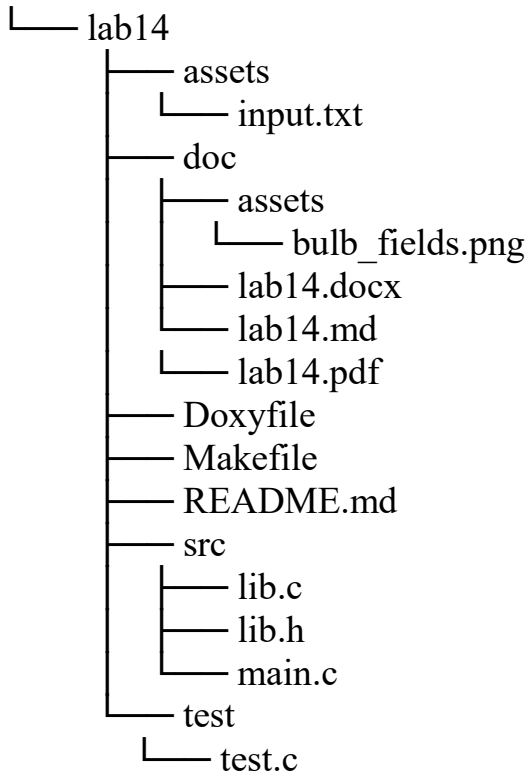 └── lab14
├── assets
│ └── input.txt
├── doc
│ ├── assets
│ │ └── bulb_fields.png
│ ├── lab14.docx
│ ├── lab14.md
│ └── lab14.pdf
├── Doxyfile
├── Makefile
├── README.md
├── src
│ ├── lib.c
│ ├── lib.h
│ └── main.c
└── test
└── test.c